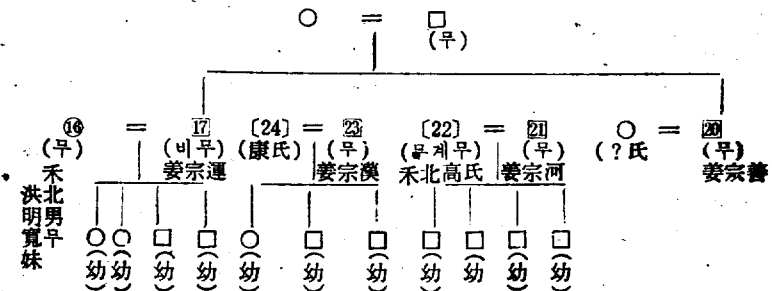 (무)
⑯ = 17 〔24〕 = 23 〔22〕 = 21 ○ = 20
(무) (비무) (康氏) (무) (무계무) (무) (?氏 (무)
禾北男무 姜宗運 姜宗漢 禾北高氏 姜宗河 姜宗善
洪明寬妹
(幼) (幼) (幼) (幼) (幼) (幼) (幼) (幼) (幼) (幼) (幼)